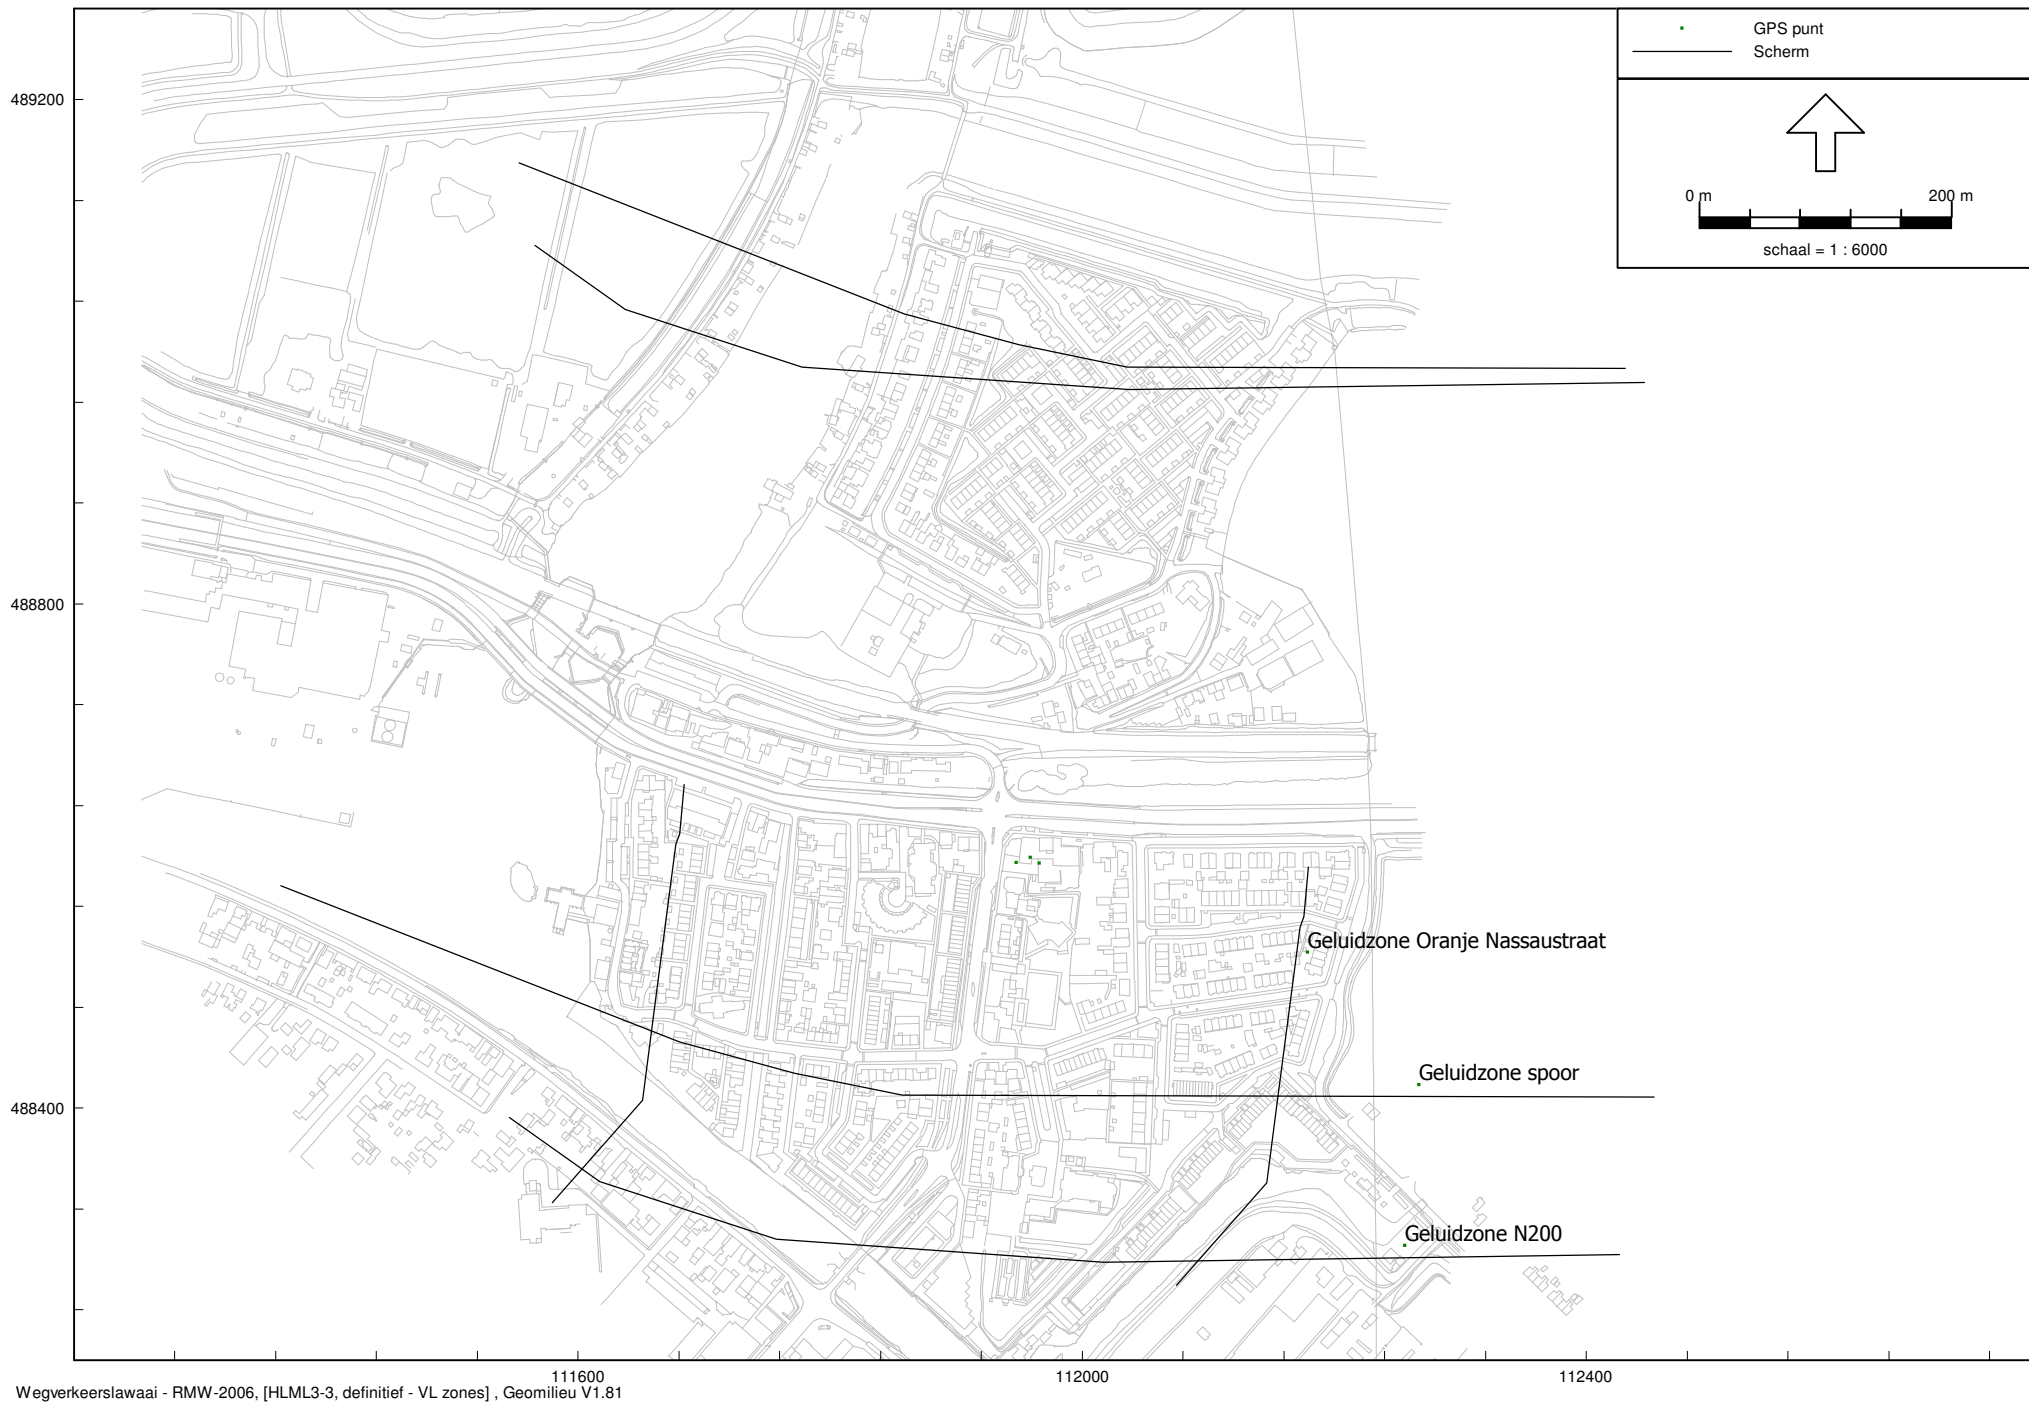 GPS punt
Scherm
489200
0 m 200 m
schaal = 1 : 6000
488800
Geluidzone Oranje Nassaustraat
Geluidzone spoor
488400
Geluidzone N200
111600 112000 112400
Wegverkeerslawaai - RMW-2006, [HLML3-3, definitief - VL zones] , Geomilieu V1.81